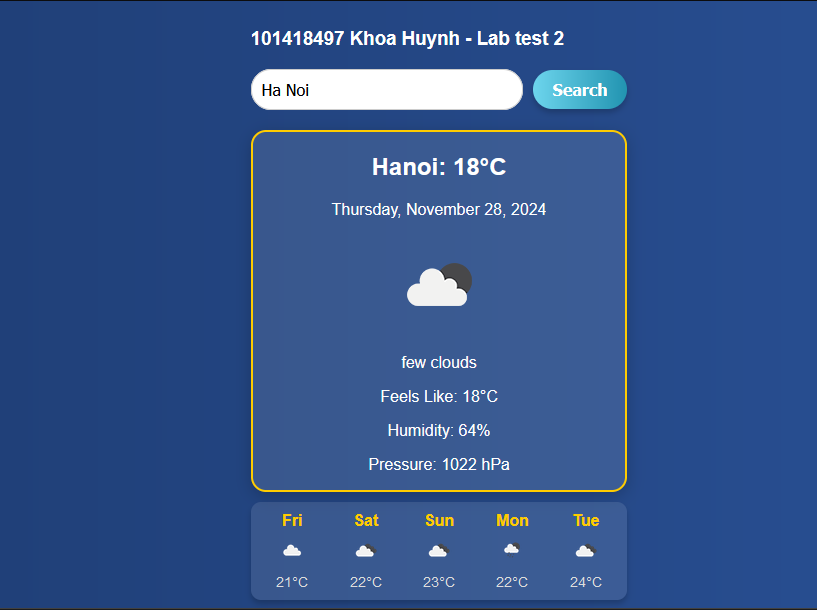 101418497 Khoa Huynh - Lab test 2
Ha Noi Search
Hanoi: 18°C
Thursday, November 28, 2024
few clouds
Feels Like: 18°C
Humidity: 64%
Pressure: 1022 hPa
Fri Sat Sun Mon Tue
21°C 22°C 23°C 22°C 24°C